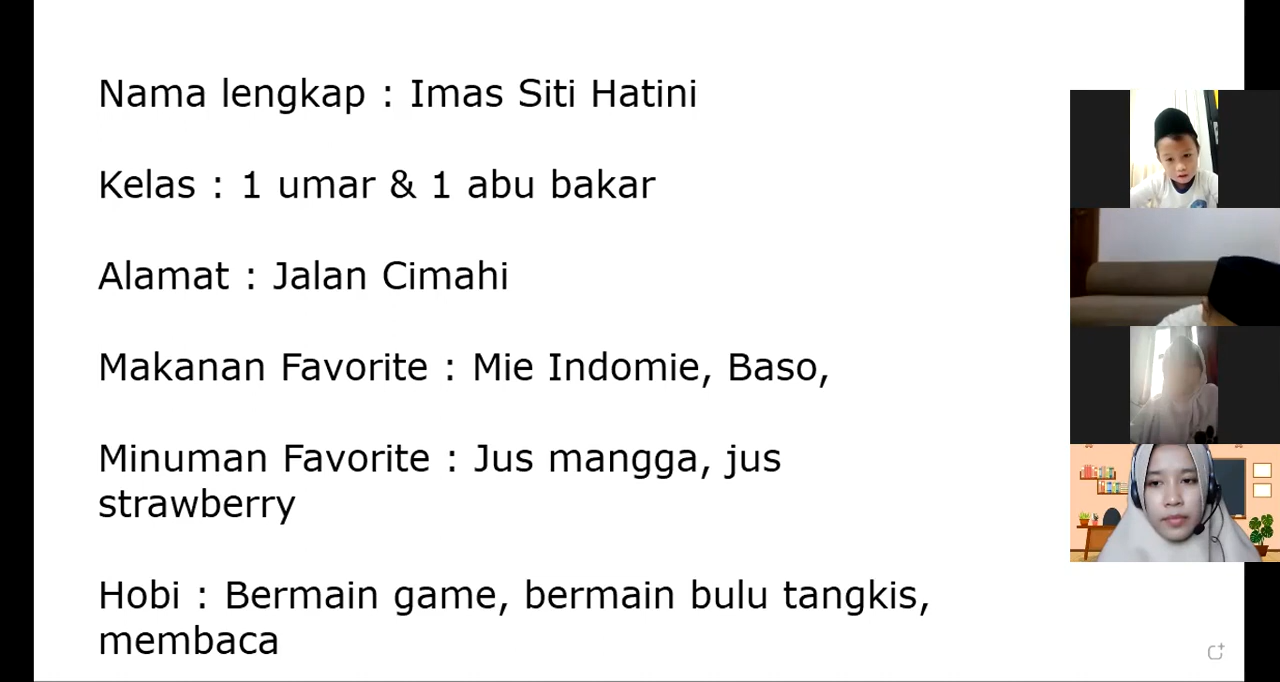 Nama lengkap : Imas Siti Hatini
Kelas : 1 umar & 1 abu bakar
Alamat : Jalan Cimahi
Makanan Favorite : Mie Indomie, Baso,
Minuman Favorite : Jus mangga, jus
strawberry
Hobi : Bermain game, bermain bulu tangkis,
membaca